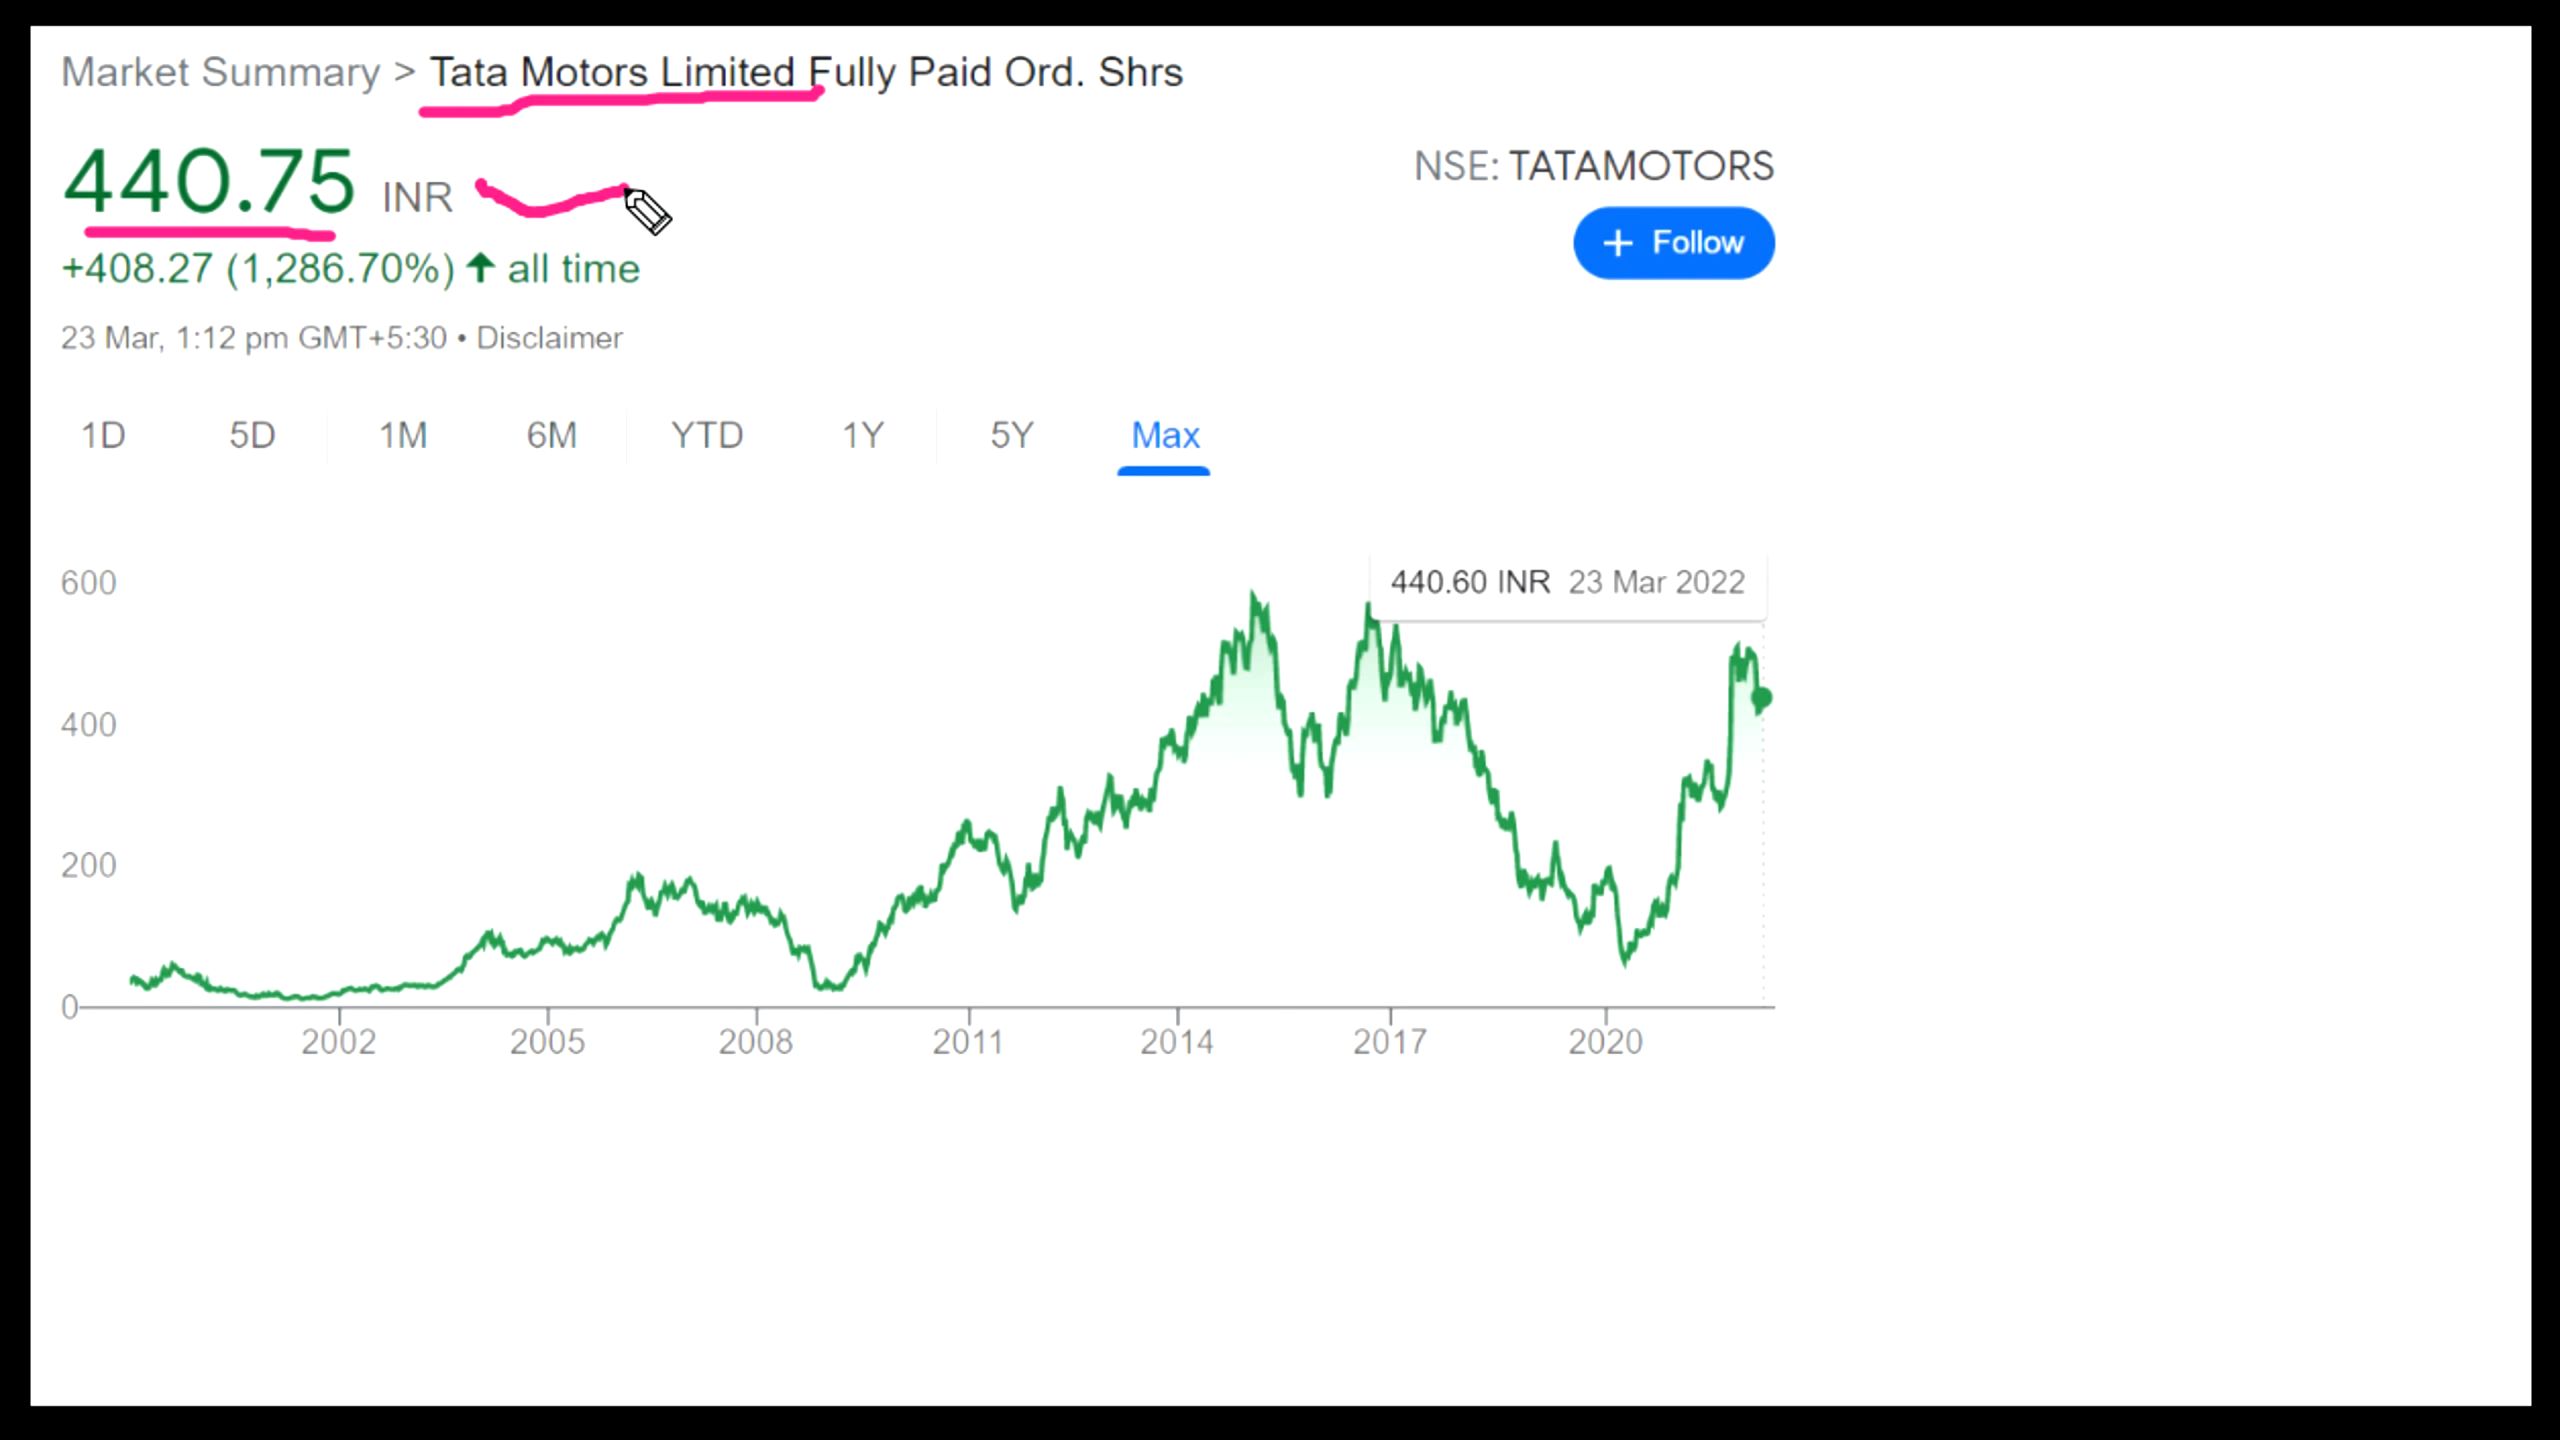 Market Summary > Tata Motors Limited Fully Paid Ord. Shrs
440.75 INR
NSE: TATAMOTORS
+ Follow
+408.27 (1,286.70%) ↑ all time
23 Mar, 1:12 pm GMT+5:30 • Disclaimer
1D 5D 1M 6M YTD 1Y 5Y Max
440.60 INR 23 Mar 2022
600
400
200
0
2002 2005 2008 2011 2014 2017 2020